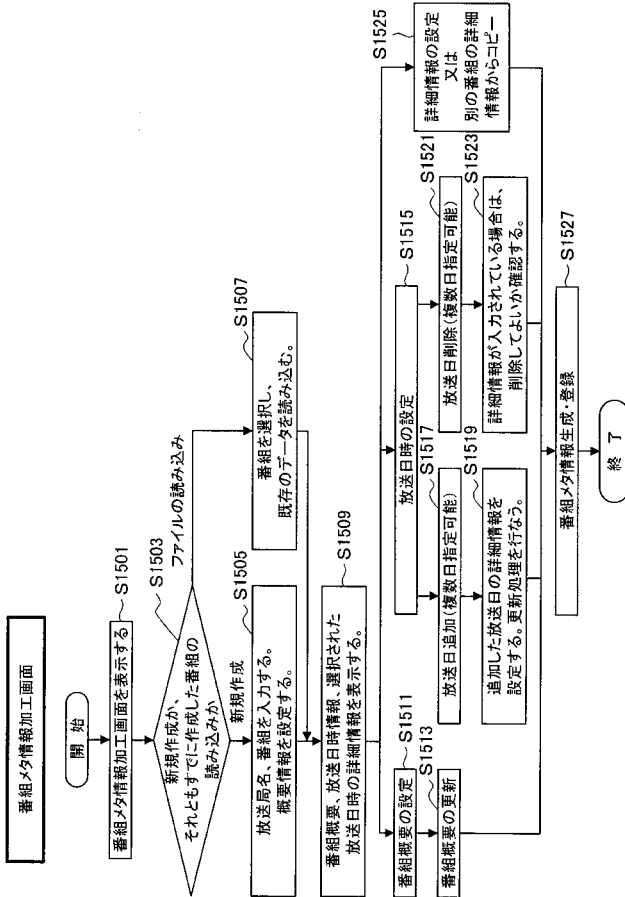 番組メタ情報加工画面
開 始
番組メタ情報加工画面を表示する
S1501
新規作成か、
それともすでに作成した番組の
読み込みか
S1503
ファイルの読み込み
新規作成
放送局名、番組を入力する。
概要情報を設定する。
S1505
番組を選択し、
既存のデータを読み込む。
S1507
番組概要、放送日時情報、選択された
放送日時の詳細情報を表示する。
S1509
番組概要の設定
S1511
番組概要の更新
S1513
放送日時の設定
S1515
放送日追加(複数日指定可能)
S1517
追加した放送日の詳細情報を
設定する。更新処理を行なう。
S1519
放送日削除(複数日指定可能)
S1521
詳細情報が入力されている場合は、
削除してよいか確認する。
S1523
詳細情報の設定
又は
別の番組の詳細
情報からコピー
S1525
番組メタ情報生成・登録
S1527
終 了